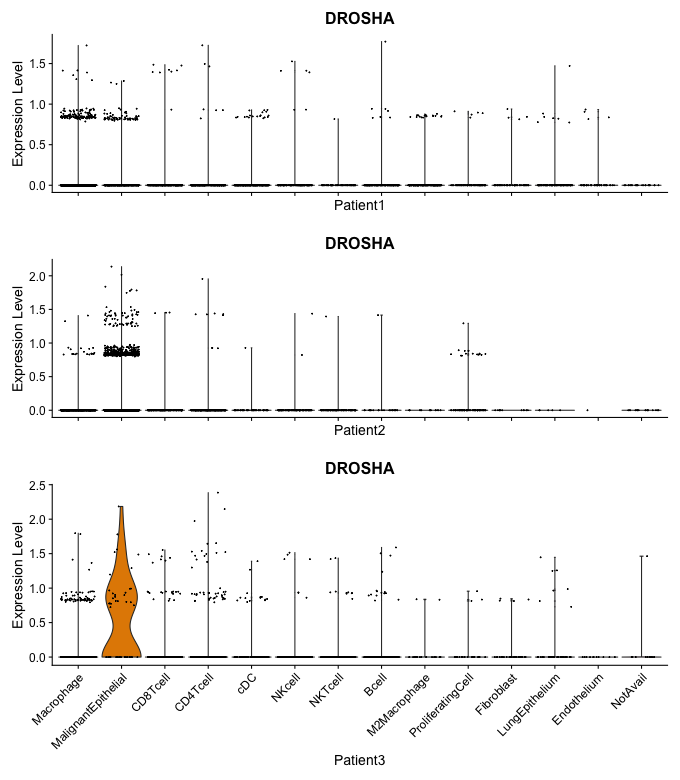 DROSHA
Expression Level
1.5
1.0
0.5
0.0
Patient1
DROSHA
Expression Level
2.0
1.5
1.0
0.5
0.0
Patient2
DROSHA
Expression Level
2.5
2.0
1.5
1.0
0.5
0.0
Macrophage
MalignantEpithelial
CD8Tcell
CD4Tcell
cDC
NKcell
NKTcell
Bcell
M2Macrophage
ProliferatingCell
Fibroblast
LungEpithelium
Endothelium
NotAvail
Patient3